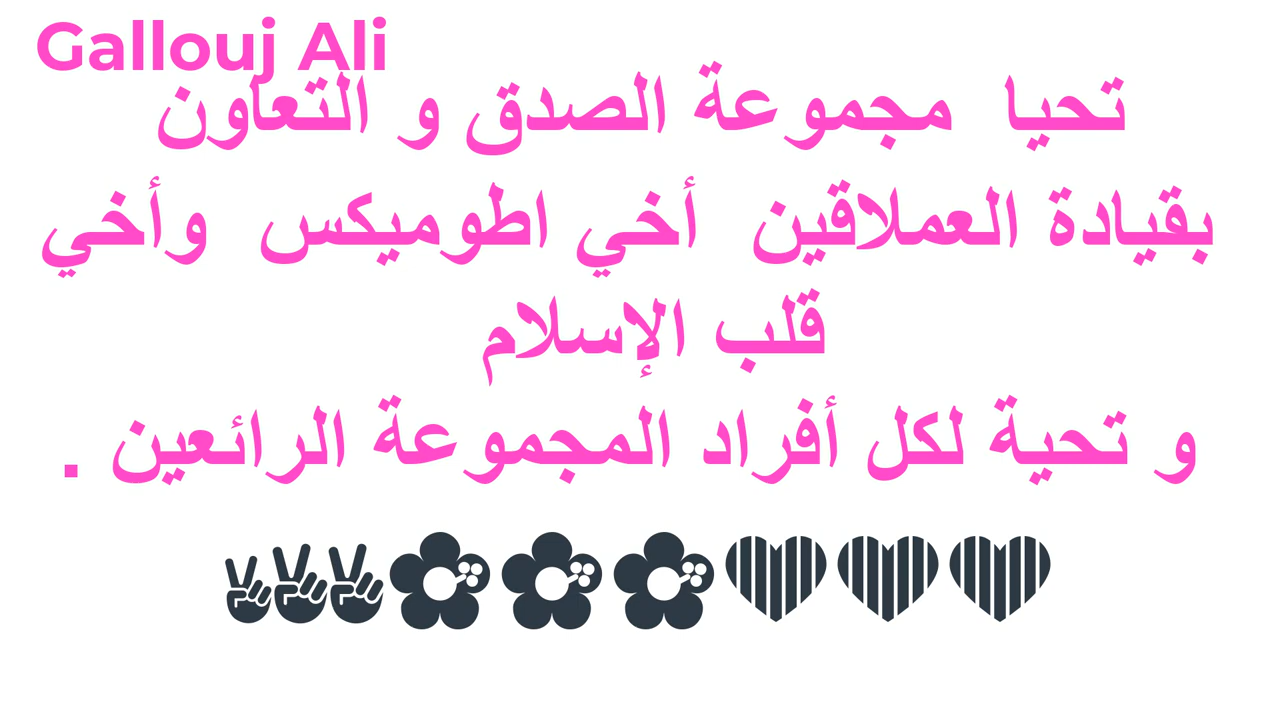 Gallouj Ali
تحيا مجموعة الصدق و التعاون
بقيادة العملاقين أخي اطوميكس وأخي
قلب الإسلام
و تحية لكل أفراد المجموعة الرائعين .